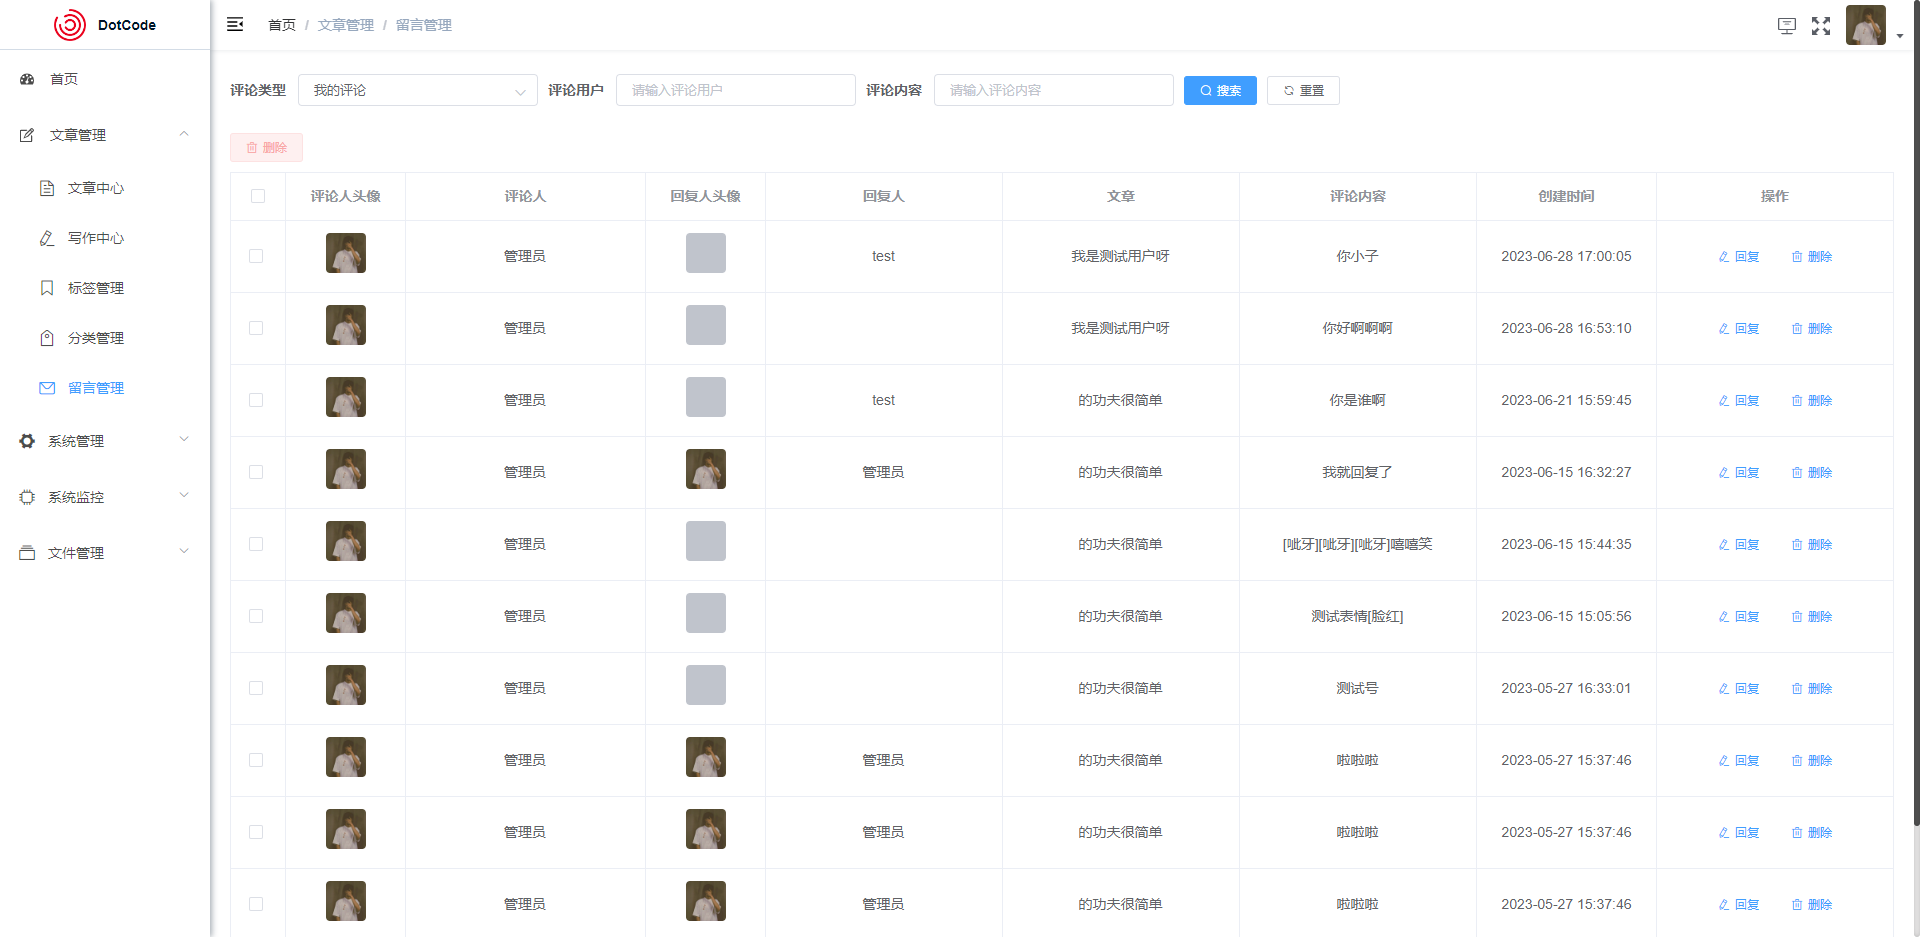 DotCode
首页 / 文章管理 / 留言管理
首页
文章管理
文章中心
写作中心
标签管理
分类管理
留言管理
系统管理
系统监控
文件管理
评论类型 我的评论 评论用户 请输入评论用户 评论内容 请输入评论内容 搜索 重置
删除
评论人头像 评论人 回复人头像 回复人 文章 评论内容 创建时间 操作
管理员 test 我是测试用户呀 你小子 2023-06-28 17:00:05 回复 删除
管理员 我是测试用户呀 你好啊啊啊 2023-06-28 16:53:10 回复 删除
管理员 test 的功夫很简单 你是谁啊 2023-06-21 15:59:45 回复 删除
管理员 管理员 的功夫很简单 我就回复了 2023-06-15 16:32:27 回复 删除
管理员 的功夫很简单 [呲牙][呲牙][呲牙]嘻嘻笑 2023-06-15 15:44:35 回复 删除
管理员 的功夫很简单 测试表情[脸红] 2023-06-15 15:05:56 回复 删除
管理员 的功夫很简单 测试号 2023-05-27 16:33:01 回复 删除
管理员 管理员 的功夫很简单 啦啦啦 2023-05-27 15:37:46 回复 删除
管理员 管理员 的功夫很简单 啦啦啦 2023-05-27 15:37:46 回复 删除
管理员 管理员 的功夫很简单 啦啦啦 2023-05-27 15:37:46 回复 删除